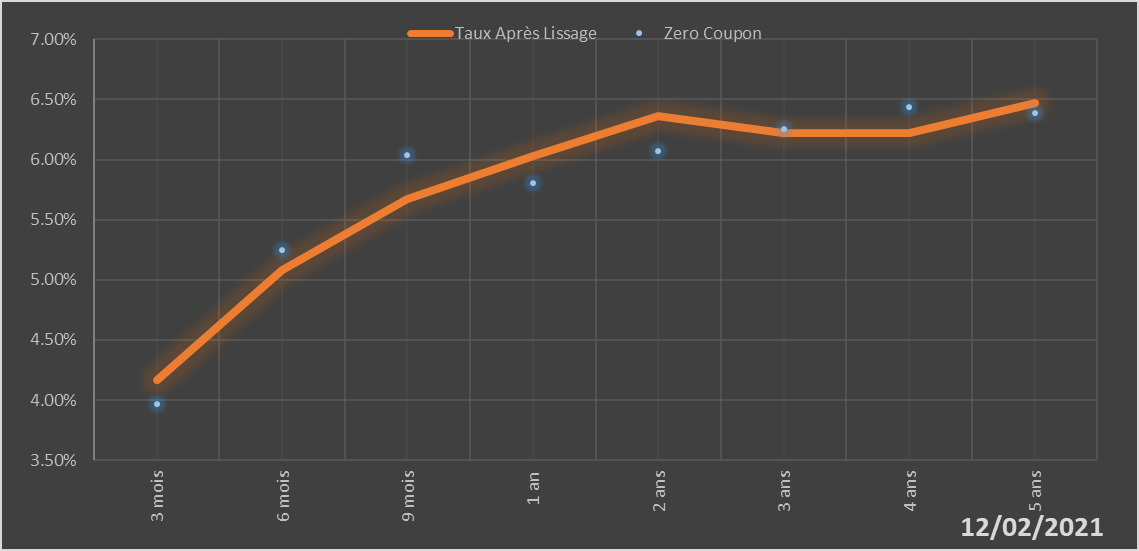 Taux Après Lissage
Zero Coupon
7.00%
6.50%
6.00%
5.50%
5.00%
4.50%
4.00%
3.50%
3 mois
6 mois
9 mois
1 an
2 ans
3 ans
4 ans
5 ans
12/02/2021